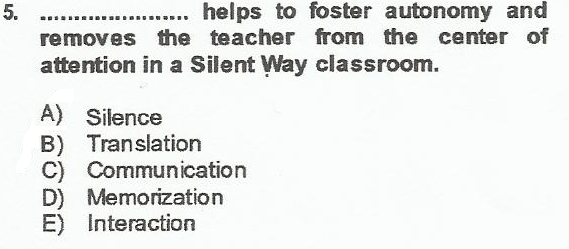 5. ...................... helps to foster autonomy and
removes the teacher from the center of
attention in a Silent Way classroom.
A) Silence
B) Translation
C) Communication
D) Memorization
E) Interaction